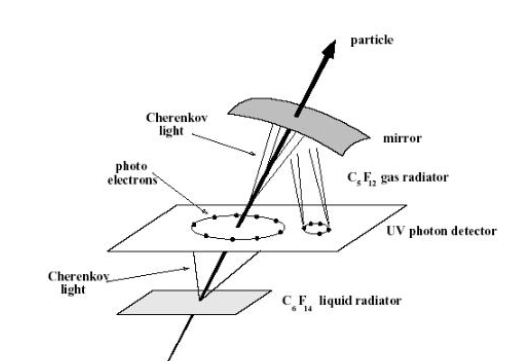 particle
Cherenkov
light
mirror
photo
electrons
C5F12 gas radiator
UV photon detector
Cherenkov
light
C6F14 liquid radiator